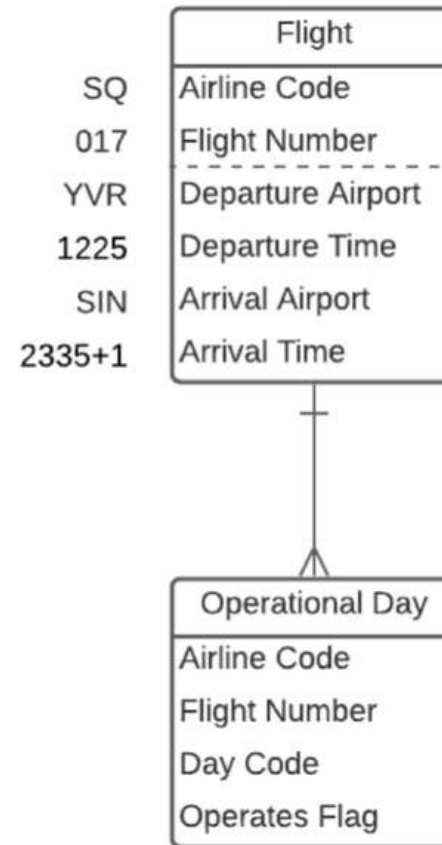 Flight
SQ Airline Code
017 Flight Number
YVR Departure Airport
1225 Departure Time
SIN Arrival Airport
2335+1 Arrival Time
Operational Day
Airline Code
Flight Number
Day Code
Operates Flag